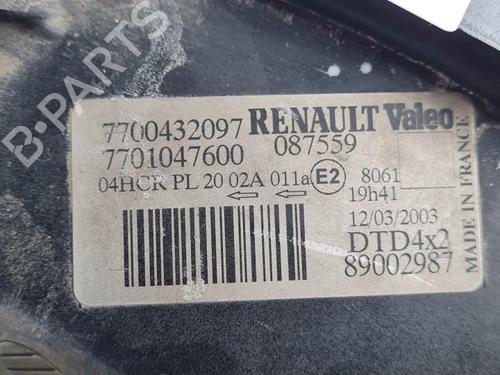 7700432097 RENAULT Valeo
7701047600 087559
04HCR PL 20 02A 011a E2 8061
19h41
12/03/2003
DTD4x2
89002987
MADE IN FRANCE
B-PARTS